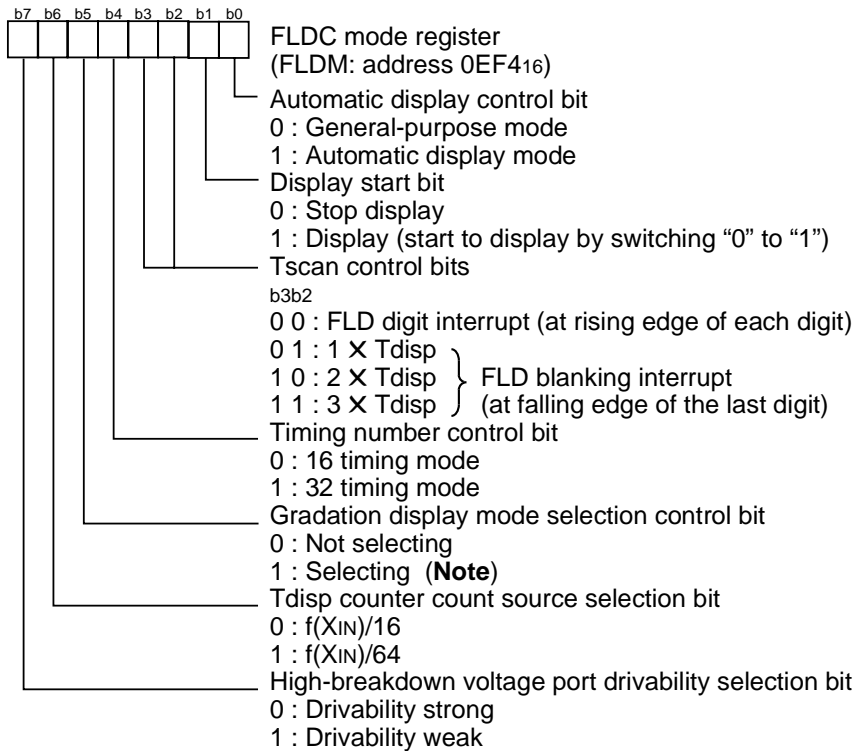 b7 b6 b5 b4 b3 b2 b1 b0
FLDC mode register
(FLDM: address 0EF416)
Automatic display control bit
0 : General-purpose mode
1 : Automatic display mode
Display start bit
0 : Stop display
1 : Display (start to display by switching “0” to “1”)
Tscan control bits
b3b2
0 0 : FLD digit interrupt (at rising edge of each digit)
0 1 : 1 ✕ Tdisp
1 0 : 2 ✕ Tdisp FLD blanking interrupt
1 1 : 3 ✕ Tdisp (at falling edge of the last digit)
Timing number control bit
0 : 16 timing mode
1 : 32 timing mode
Gradation display mode selection control bit
0 : Not selecting
1 : Selecting (Note)
Tdisp counter count source selection bit
0 : f(XIN)/16
1 : f(XIN)/64
High-breakdown voltage port drivability selection bit
0 : Drivability strong
1 : Drivability weak